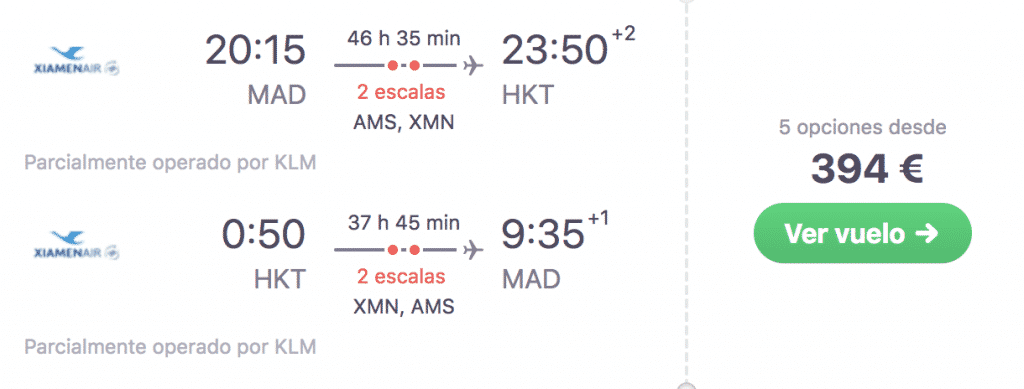 XIAMENAIR
20:15
46 h 35 min
23:50+2
MAD
2 escalas
HKT
AMS, XMN
Parcialmente operado por KLM
XIAMENAIR
0:50
37 h 45 min
9:35+1
HKT
2 escalas
MAD
XMN, AMS
Parcialmente operado por KLM
5 opciones desde
394 €
Ver vuelo →